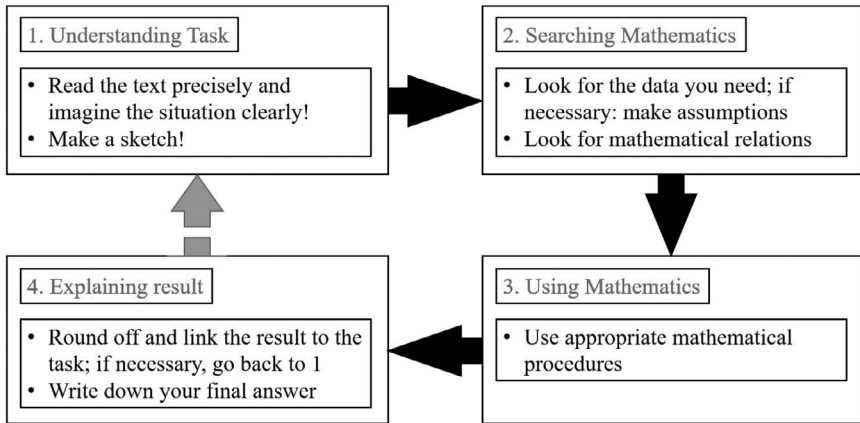 1. Understanding Task
• Read the text precisely and
imagine the situation clearly!
• Make a sketch!
2. Searching Mathematics
• Look for the data you need; if
necessary: make assumptions
• Look for mathematical relations
3. Using Mathematics
• Use appropriate mathematical
procedures
4. Explaining result
• Round off and link the result to the
task; if necessary, go back to 1
• Write down your final answer